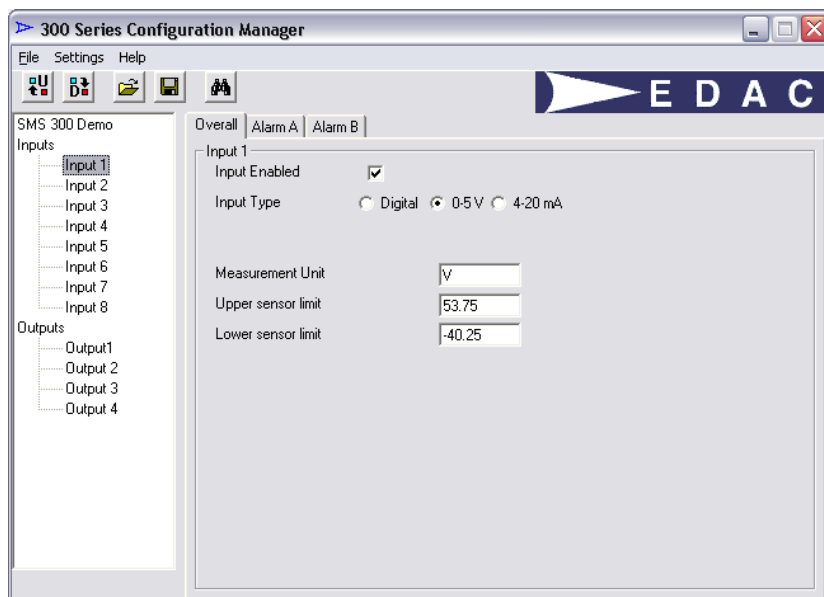 300 Series Configuration Manager
File Settings Help
U D EDAC
SMS 300 Demo
Inputs
Input 1
Input 2
Input 3
Input 4
Input 5
Input 6
Input 7
Input 8
Outputs
Output1
Output 2
Output 3
Output 4
Overall Alarm A Alarm B
Input 1
Input Enabled
Input Type Digital 0-5 V 4-20 mA
Measurement Unit V
Upper sensor limit 53.75
Lower sensor limit -40.25